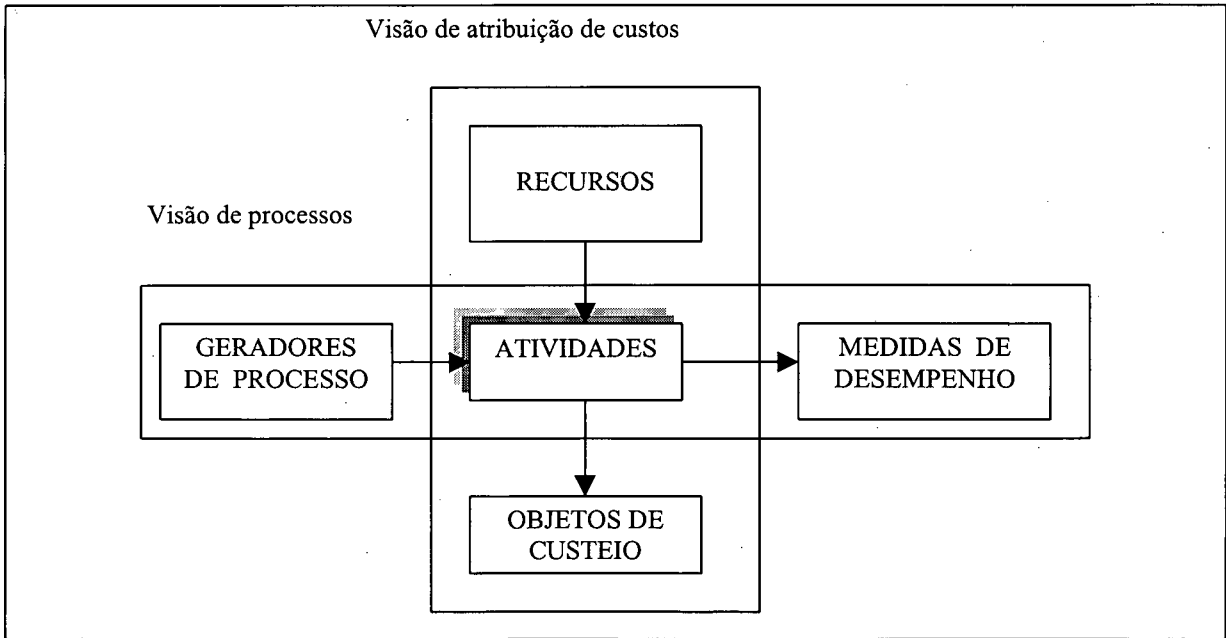 Visão de atribuição de custos
RECURSOS
Visão de processos
GERADORES
DE PROCESSO
ATIVIDADES
MEDIDAS DE
DESEMPENHO
OBJETOS DE
CUSTEIO